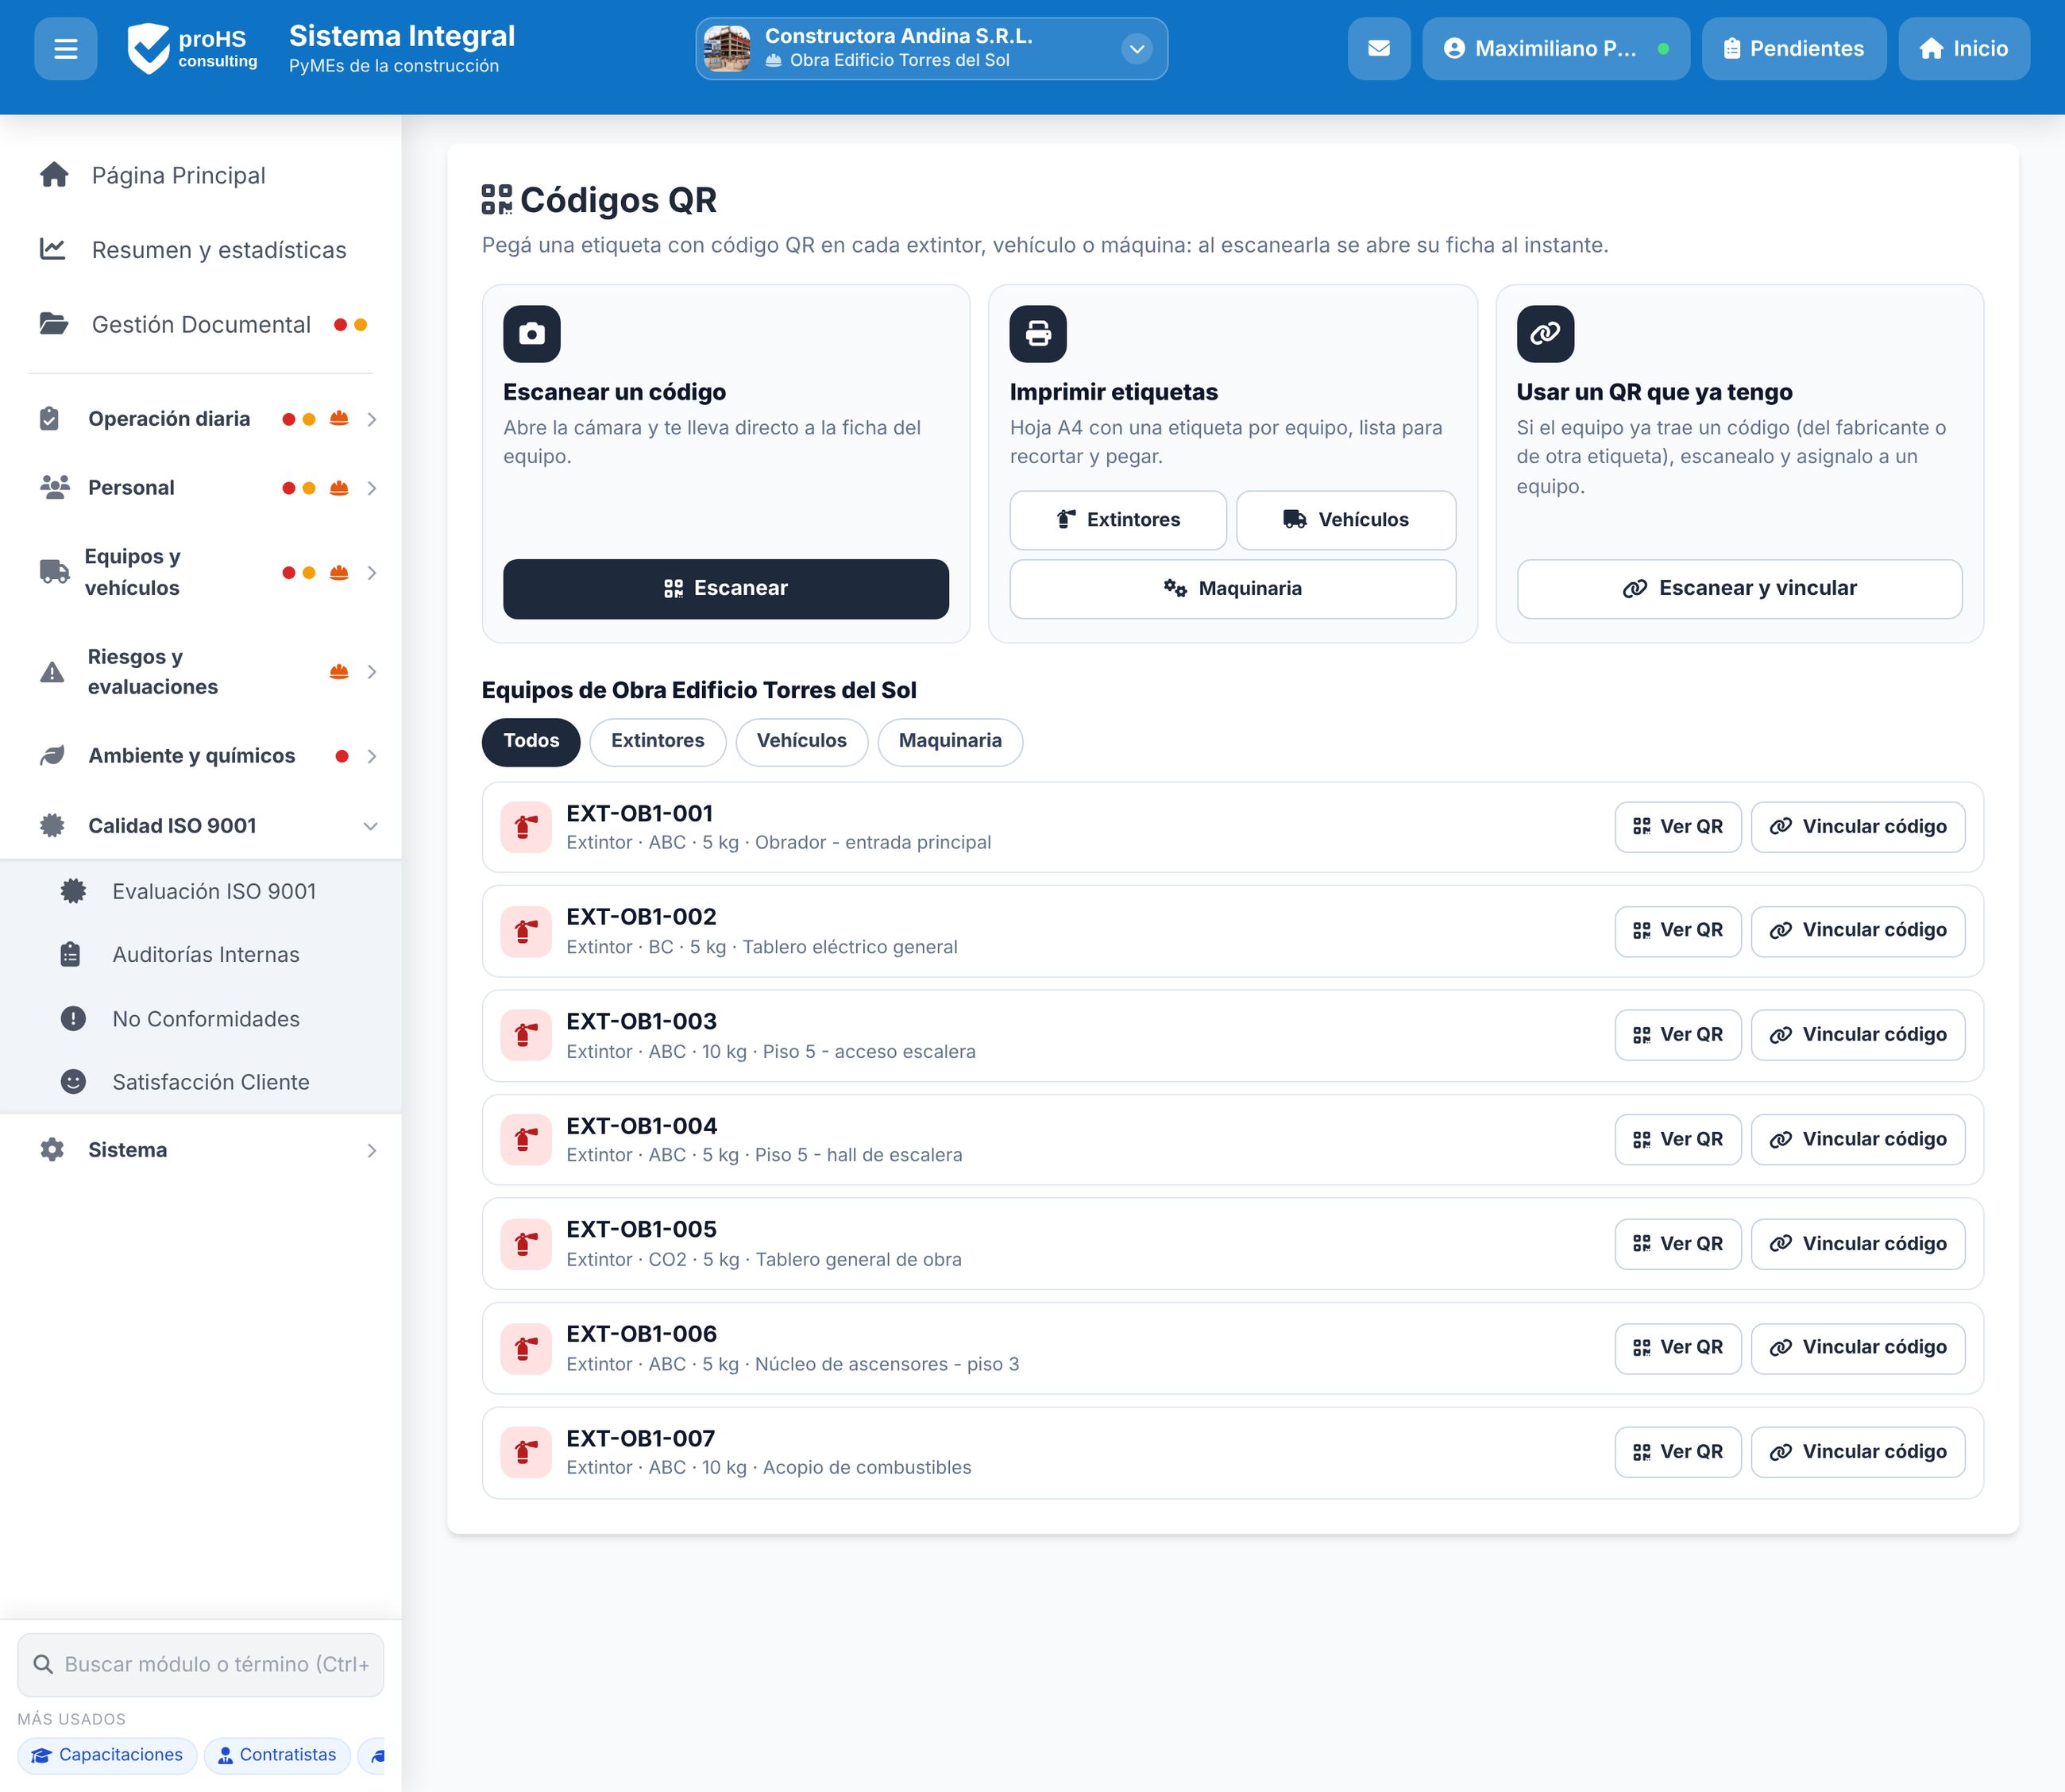 proHS
consulting
Sistema Integral
PyMEs de la construcción
Constructora Andina S.R.L.
Obra Edificio Torres del Sol
Maximiliano P...
Pendientes
Inicio
Página Principal
Resumen y estadísticas
Gestión Documental
Operación diaria
Personal
Equipos y
vehículos
Riesgos y
evaluaciones
Ambiente y químicos
Calidad ISO 9001
Evaluación ISO 9001
Auditorías Internas
No Conformidades
Satisfacción Cliente
Sistema
Buscar módulo o término (Ctrl+
MÁS USADOS
Capacitaciones
Contratistas
Códigos QR
Pegá una etiqueta con código QR en cada extintor, vehículo o máquina: al escanearla se abre su ficha al instante.
Escanear un código
Abre la cámara y te lleva directo a la ficha del
equipo.
Escanear
Imprimir etiquetas
Hoja A4 con una etiqueta por equipo, lista para
recortar y pegar.
Extintores
Vehículos
Maquinaria
Usar un QR que ya tengo
Si el equipo ya trae un código (del fabricante o
de otra etiqueta), escanealo y asignalo a un
equipo.
Escanear y vincular
Equipos de Obra Edificio Torres del Sol
Todos
Extintores
Vehículos
Maquinaria
EXT-OB1-001
Extintor · ABC · 5 kg · Obrador - entrada principal
Ver QR
Vincular código
EXT-OB1-002
Extintor · BC · 5 kg · Tablero eléctrico general
Ver QR
Vincular código
EXT-OB1-003
Extintor · ABC · 10 kg · Piso 5 - acceso escalera
Ver QR
Vincular código
EXT-OB1-004
Extintor · ABC · 5 kg · Piso 5 - hall de escalera
Ver QR
Vincular código
EXT-OB1-005
Extintor · CO2 · 5 kg · Tablero general de obra
Ver QR
Vincular código
EXT-OB1-006
Extintor · ABC · 5 kg · Núcleo de ascensores - piso 3
Ver QR
Vincular código
EXT-OB1-007
Extintor · ABC · 10 kg · Acopio de combustibles
Ver QR
Vincular código